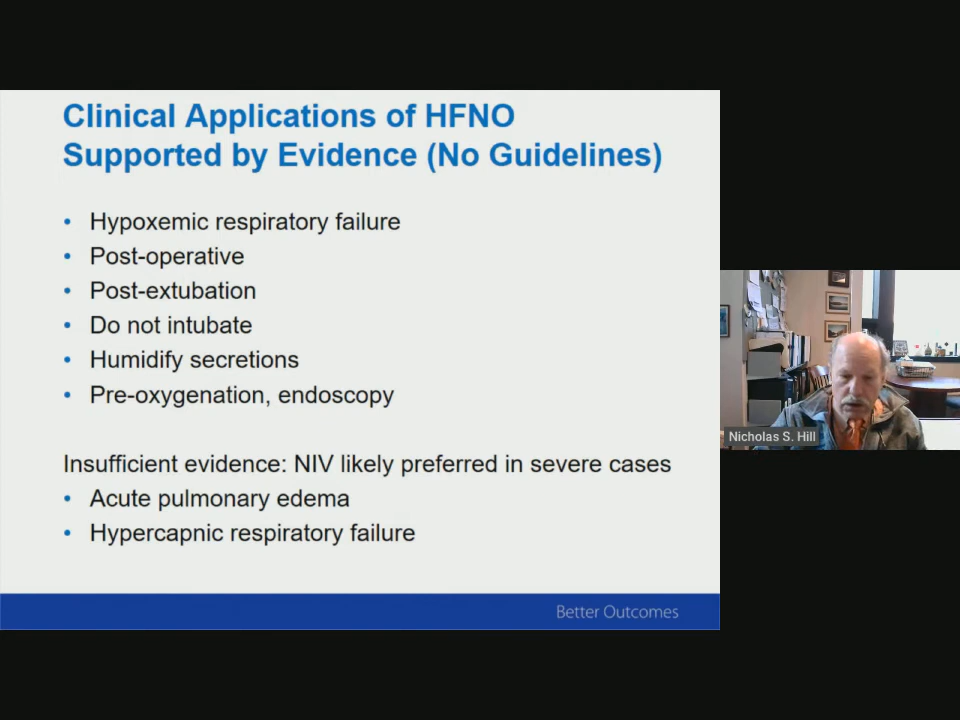 Clinical Applications of HFNO
Supported by Evidence (No Guidelines)
• Hypoxemic respiratory failure
• Post-operative
• Post-extubation
• Do not intubate
• Humidify secretions
• Pre-oxygenation, endoscopy
Insufficient evidence: NIV likely preferred in severe cases
• Acute pulmonary edema
• Hypercapnic respiratory failure
Better Outcomes
Nicholas S. Hill